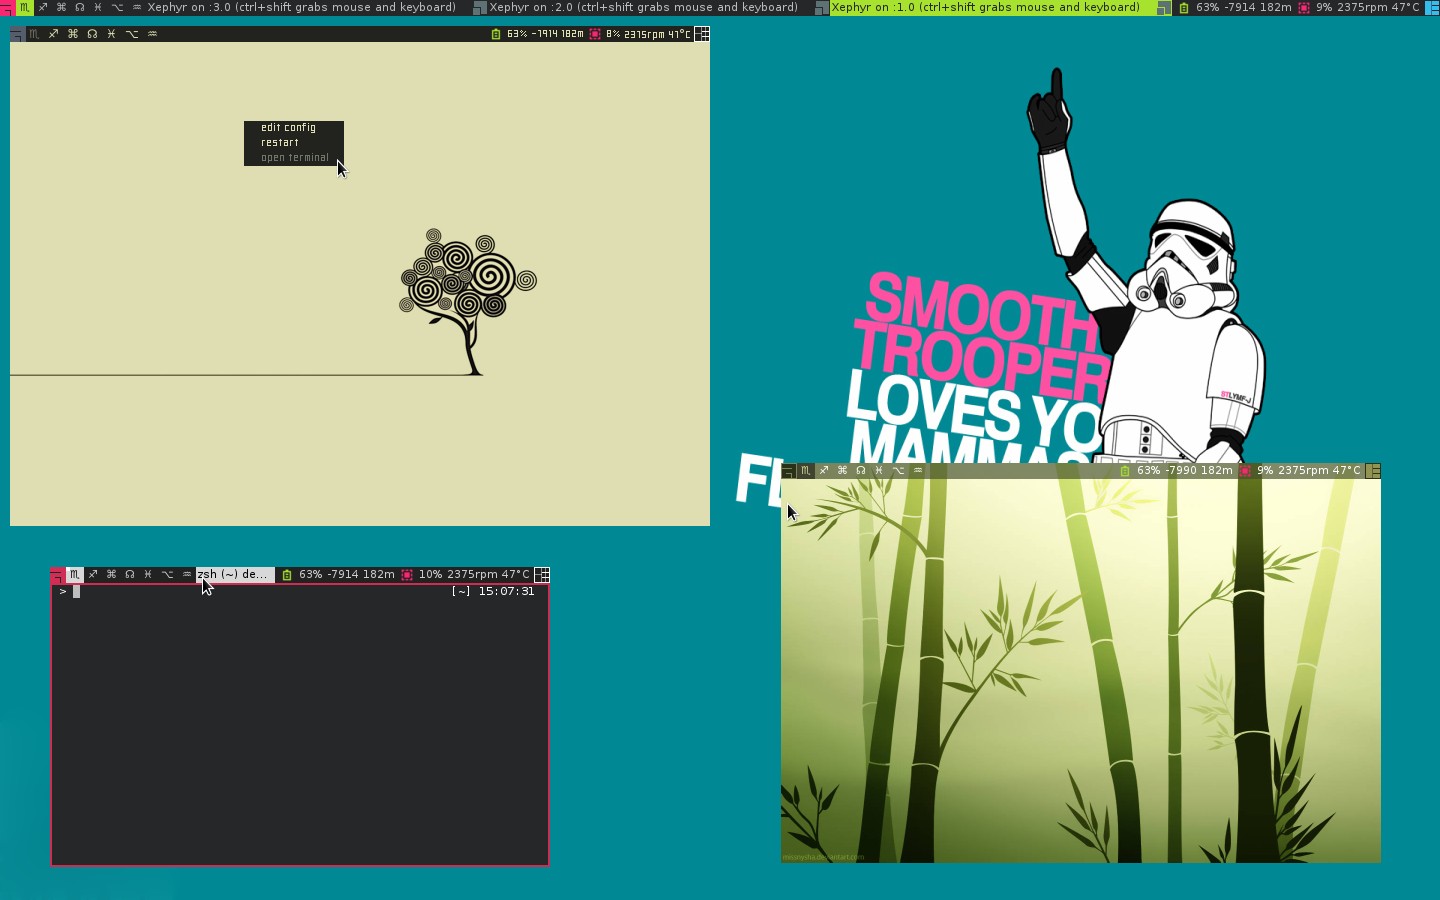 Xephyr on :3.0 (ctrl+shift grabs mouse and keyboard) Xephyr on :2.0 (ctrl+shift grabs mouse and keyboard) Xephyr on :1.0 (ctrl+shift grabs mouse and keyboard) 63% -7914 182m 9% 2375rpm 47°C
63% -7914 182m 8% 2375rpm 47°C
edit config
restart
open terminal
SMOOTH
TROOPER
LOVES YO
MAMMAS
FL
STLYMF-J
63% -7990 182m 9% 2375rpm 47°C
zsh (~) de... 63% -7914 182m 10% 2375rpm 47°C
> [~] 15:07:31